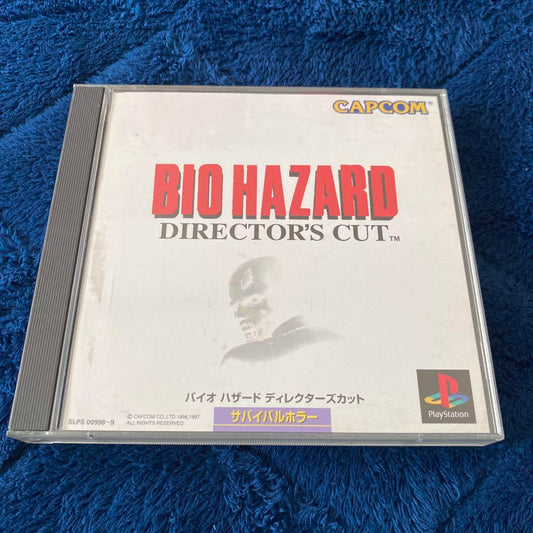 CAPCOM®
BIO HAZARD
DIRECTOR'S CUT™
バイオ ハザード ディレクターズカット
サバイバルホラー
SLPS 00998~9
© CAPCOM CO.,LTD.1996,1997
ALL RIGHTS RESERVED.
PlayStation